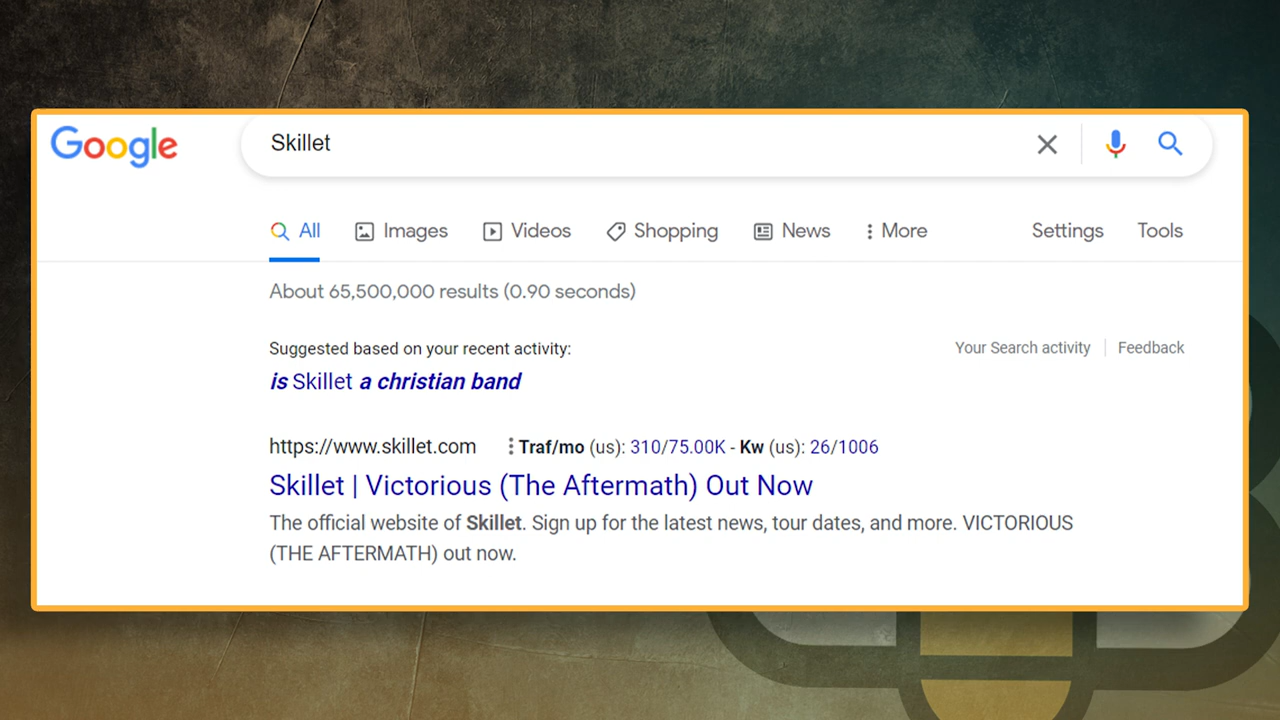 Google
Skillet
All Images Videos Shopping News More Settings Tools
About 65,500,000 results (0.90 seconds)
Suggested based on your recent activity: Your Search activity Feedback
is Skillet a christian band
https://www.skillet.com Traf/mo (us): 310/75.00K - Kw (us): 26/1006
Skillet | Victorious (The Aftermath) Out Now
The official website of Skillet. Sign up for the latest news, tour dates, and more. VICTORIOUS
(THE AFTERMATH) out now.